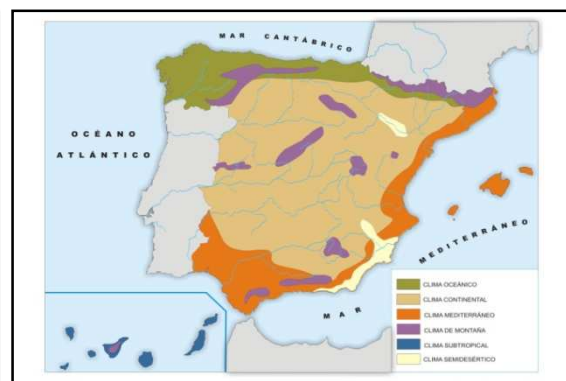 MAR CANTÁBRICO
OCÉANO
ATLÁNTICO
MEDITERRÁNEO
MAR
CLIMA OCEÁNICO
CLIMA CONTINENTAL
CLIMA MEDITERRÁNEO
CLIMA DE MONTAÑA
CLIMA SUBTROPICAL
CLIMA SEMIDESÉRTICO